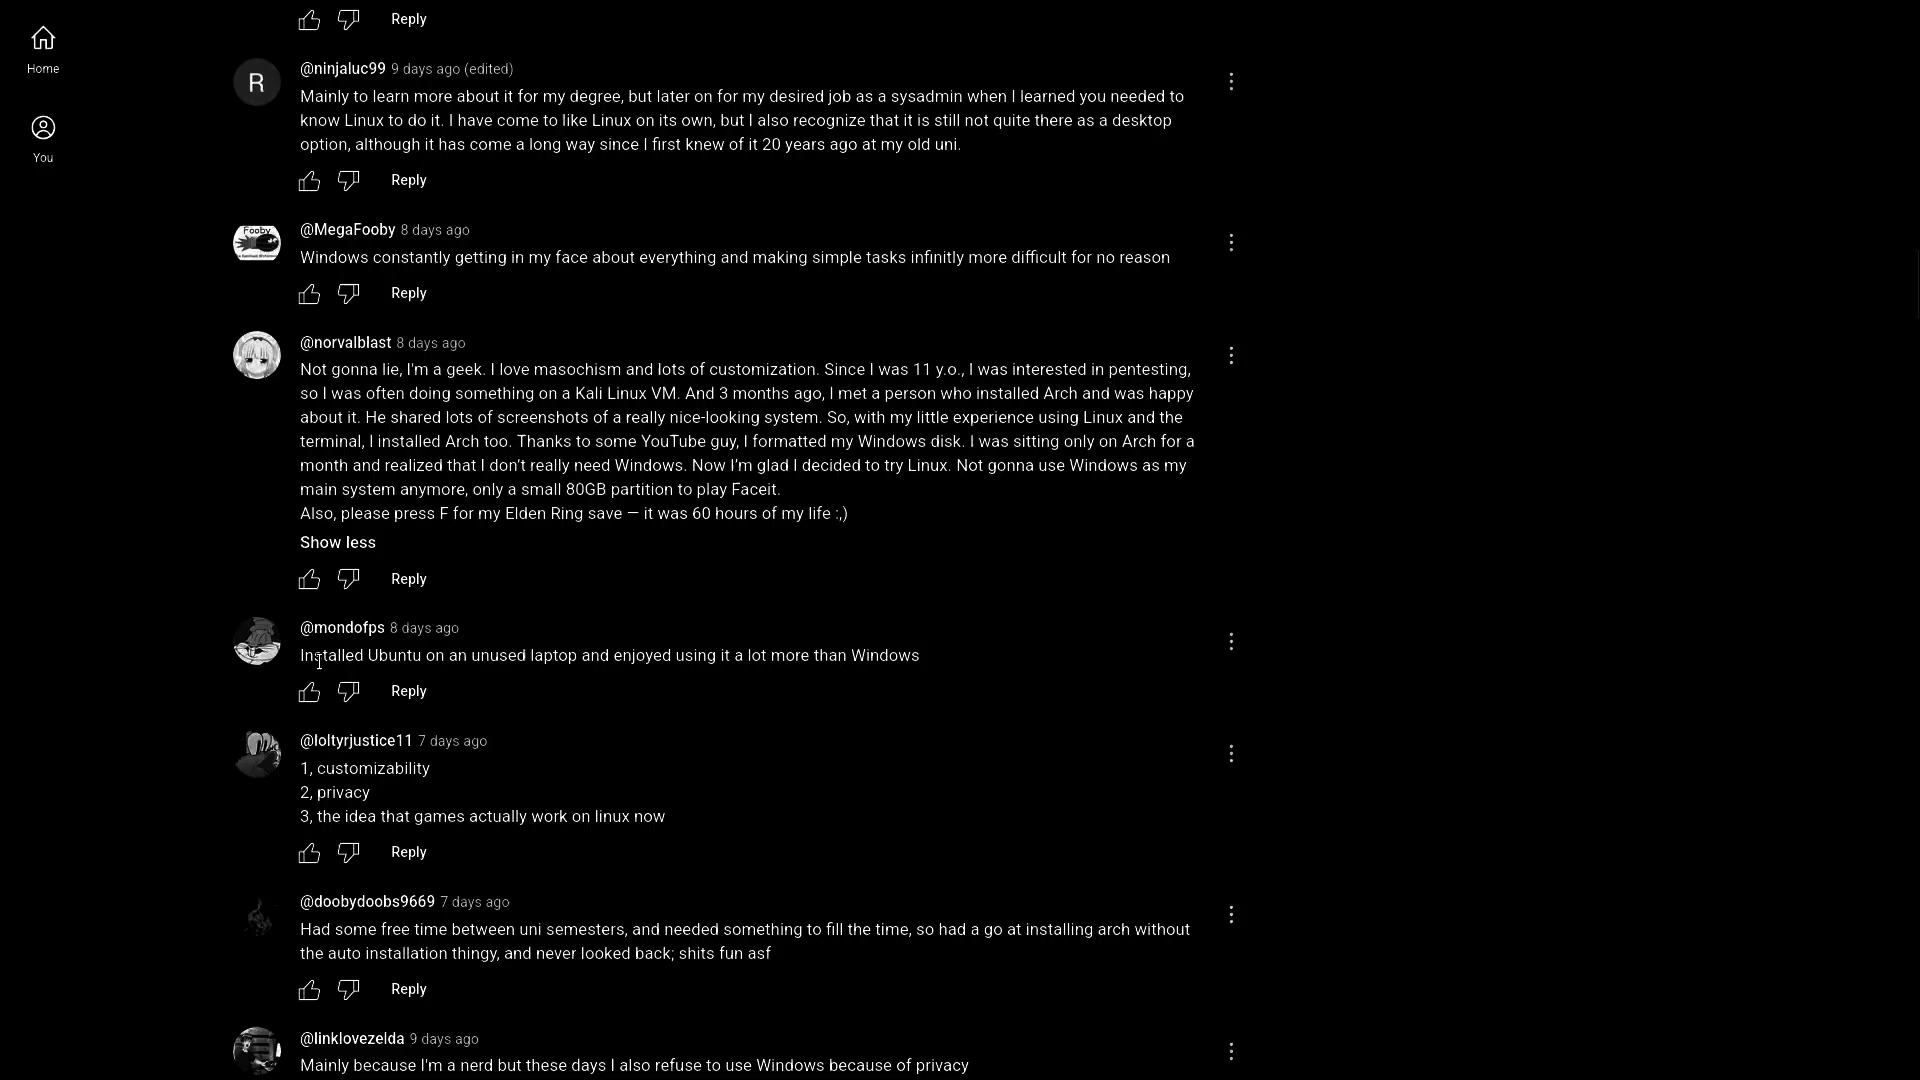 Reply
Home
R
@ninjaluc99 9 days ago (edited)
Mainly to learn more about it for my degree, but later on for my desired job as a sysadmin when I learned you needed to
know Linux to do it. I have come to like Linux on its own, but I also recognize that it is still not quite there as a desktop
option, although it has come a long way since I first knew of it 20 years ago at my old uni.
You
Reply
Fooby
@MegaFooby 8 days ago
Windows constantly getting in my face about everything and making simple tasks infinitly more difficult for no reason
Reply
@norvalblast 8 days ago
Not gonna lie, I'm a geek. I love masochism and lots of customization. Since I was 11 y.o., I was interested in pentesting,
so I was often doing something on a Kali Linux VM. And 3 months ago, I met a person who installed Arch and was happy
about it. He shared lots of screenshots of a really nice-looking system. So, with my little experience using Linux and the
terminal, I installed Arch too. Thanks to some YouTube guy, I formatted my Windows disk. I was sitting only on Arch for a
month and realized that I don't really need Windows. Now I'm glad I decided to try Linux. Not gonna use Windows as my
main system anymore, only a small 80GB partition to play Faceit.
Also, please press F for my Elden Ring save — it was 60 hours of my life :,)
Show less
Reply
@mondofps 8 days ago
Installed Ubuntu on an unused laptop and enjoyed using it a lot more than Windows
Reply
@loltyrjustice11 7 days ago
1, customizability
2, privacy
3, the idea that games actually work on linux now
Reply
@doobydoobs9669 7 days ago
Had some free time between uni semesters, and needed something to fill the time, so had a go at installing arch without
the auto installation thingy, and never looked back; shits fun asf
Reply
@linklovezelda 9 days ago
Mainly because I'm a nerd but these days I also refuse to use Windows because of privacy